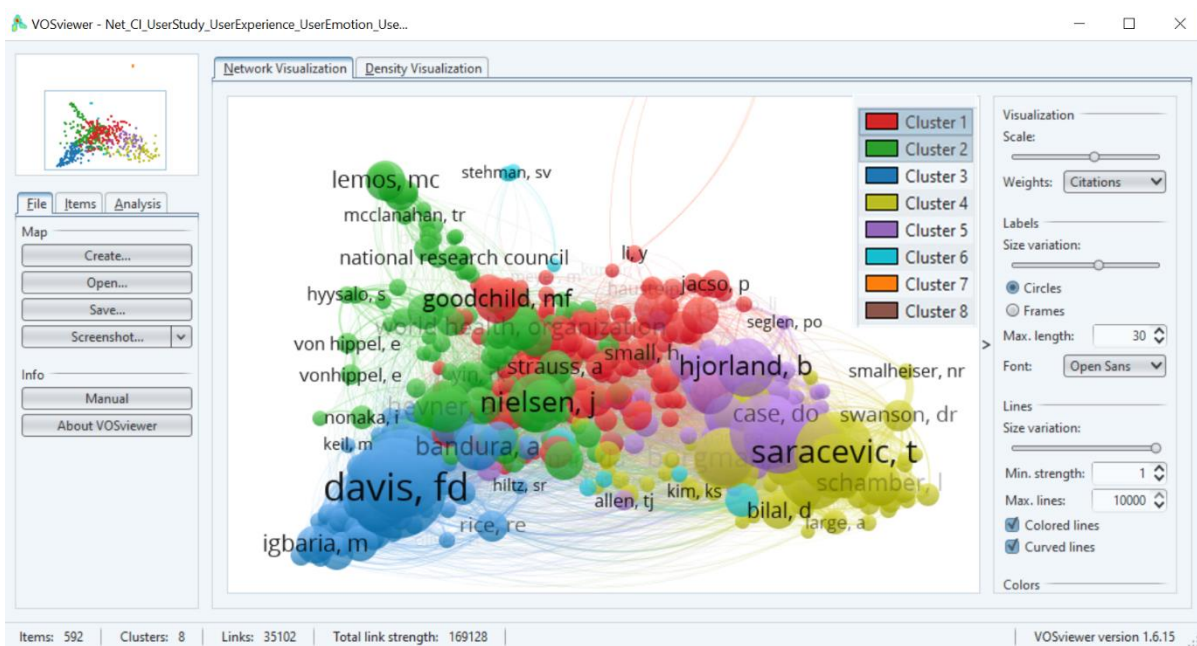 VOSviewer - Net_CI_UserStudy_UserExperience_UserEmotion_Use...
File Items Analysis
Map
Create...
Open...
Save...
Screenshot...
Info
Manual
About VOSviewer
Network Visualization Density Visualization
Cluster 1
Cluster 2
Cluster 3
Cluster 4
Cluster 5
Cluster 6
Cluster 7
Cluster 8
lemos, mc
stehman, sv
mcclanahan, tr
national research council
li, y
hyysalo, s
goodchild, mf
jacso, p
world health, organization
seglen, po
von hippel, e
small, h
strauss, a
hjorland, b
smalheiser, nr
vonhippel, e
yin,
hevner,
nielsen, j
case, do
swanson, dr
nonaka, i
keil, m
bandura, a
saracevic, t
davis, fd
hiltz, sr
kim, ks
schamber, l
allen, tj
bilal, d
large, a
rice, re
igbaria, m
>
Visualization
Scale:
Weights: Citations
Labels
Size variation:
Circles
Frames
Max. length: 30
Font: Open Sans
Lines
Size variation:
Min. strength: 1
Max. lines: 10000
Colored lines
Curved lines
Colors
Items: 592 Clusters: 8 Links: 35102 Total link strength: 169128 VOSviewer version 1.6.15